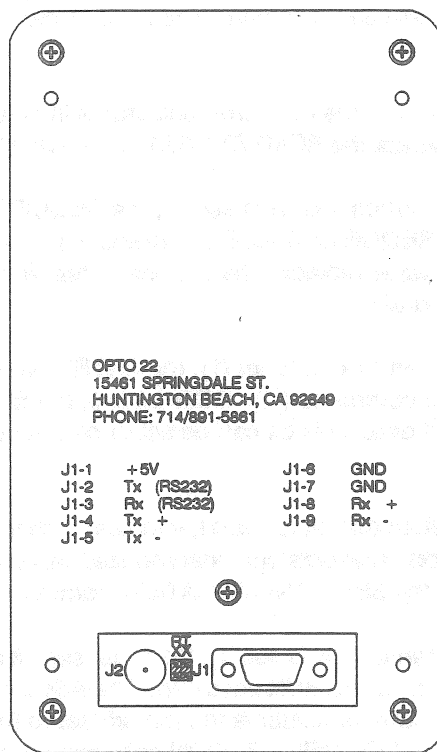 OPTO 22
15461 SPRINGDALE ST.
HUNTINGTON BEACH, CA 92649
PHONE: 714/891-5861
J1-1 +5V
J1-2 Tx (RS232)
J1-3 Rx (RS232)
J1-4 Tx +
J1-5 Tx -
J1-6 GND
J1-7 GND
J1-8 Rx +
J1-9 Rx -
BT
XX
J2
J1